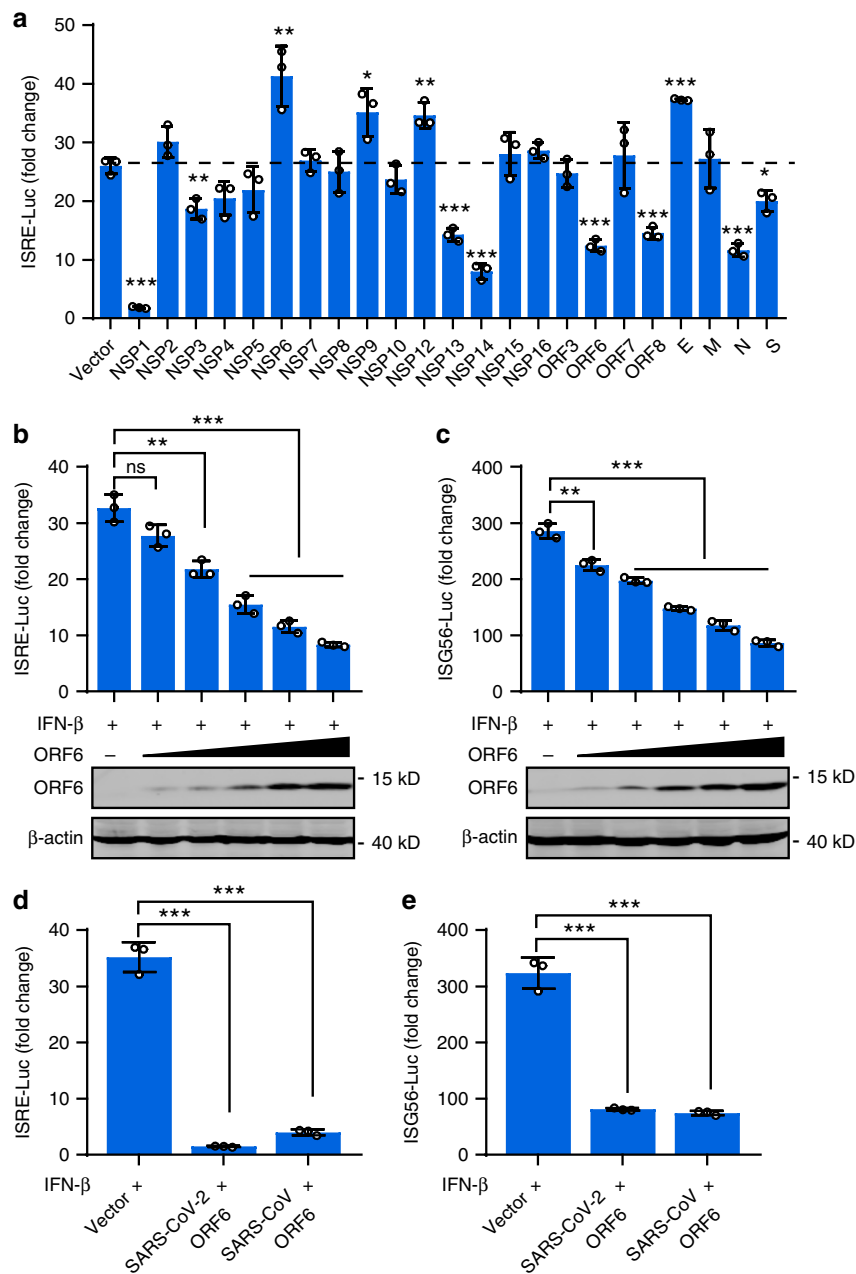 a
ISRE-Luc (fold change)
50
40
30
20
10
0
*** ** ** * ** *** *** *** *** *** *** *
Vector NSP1 NSP2 NSP3 NSP4 NSP5 NSP6 NSP7 NSP8 NSP9 NSP10 NSP12 NSP13 NSP14 NSP15 NSP16 ORF3 ORF6 ORF7 ORF8 E M N S
b
ISRE-Luc (fold change)
40
30
20
10
0
***
**
ns
IFN-β + + + + + +
ORF6 –
ORF6 - 15 kD
β-actin - 40 kD
c
ISG56-Luc (fold change)
400
300
200
100
0
***
**
IFN-β + + + + + +
ORF6 –
ORF6 - 15 kD
β-actin - 40 kD
d
ISRE-Luc (fold change)
40
30
20
10
0
***
***
IFN-β + + +
Vector
SARS-CoV-2
ORF6
SARS-CoV
ORF6
e
ISG56-Luc (fold change)
400
300
200
100
0
***
***
IFN-β + + +
Vector
SARS-CoV-2
ORF6
SARS-CoV
ORF6